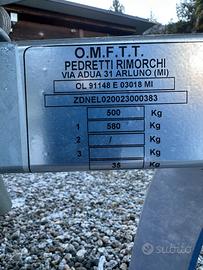 O.M.F.T.T.
PEDRETTI RIMORCHI
VIA ADUA 31 ARLUNO (MI)
OL 91148 E 03018 MI
ZDNEL020023000383
500 Kg
1 580 Kg
2 / Kg
3 Kg
35 Kg
subito